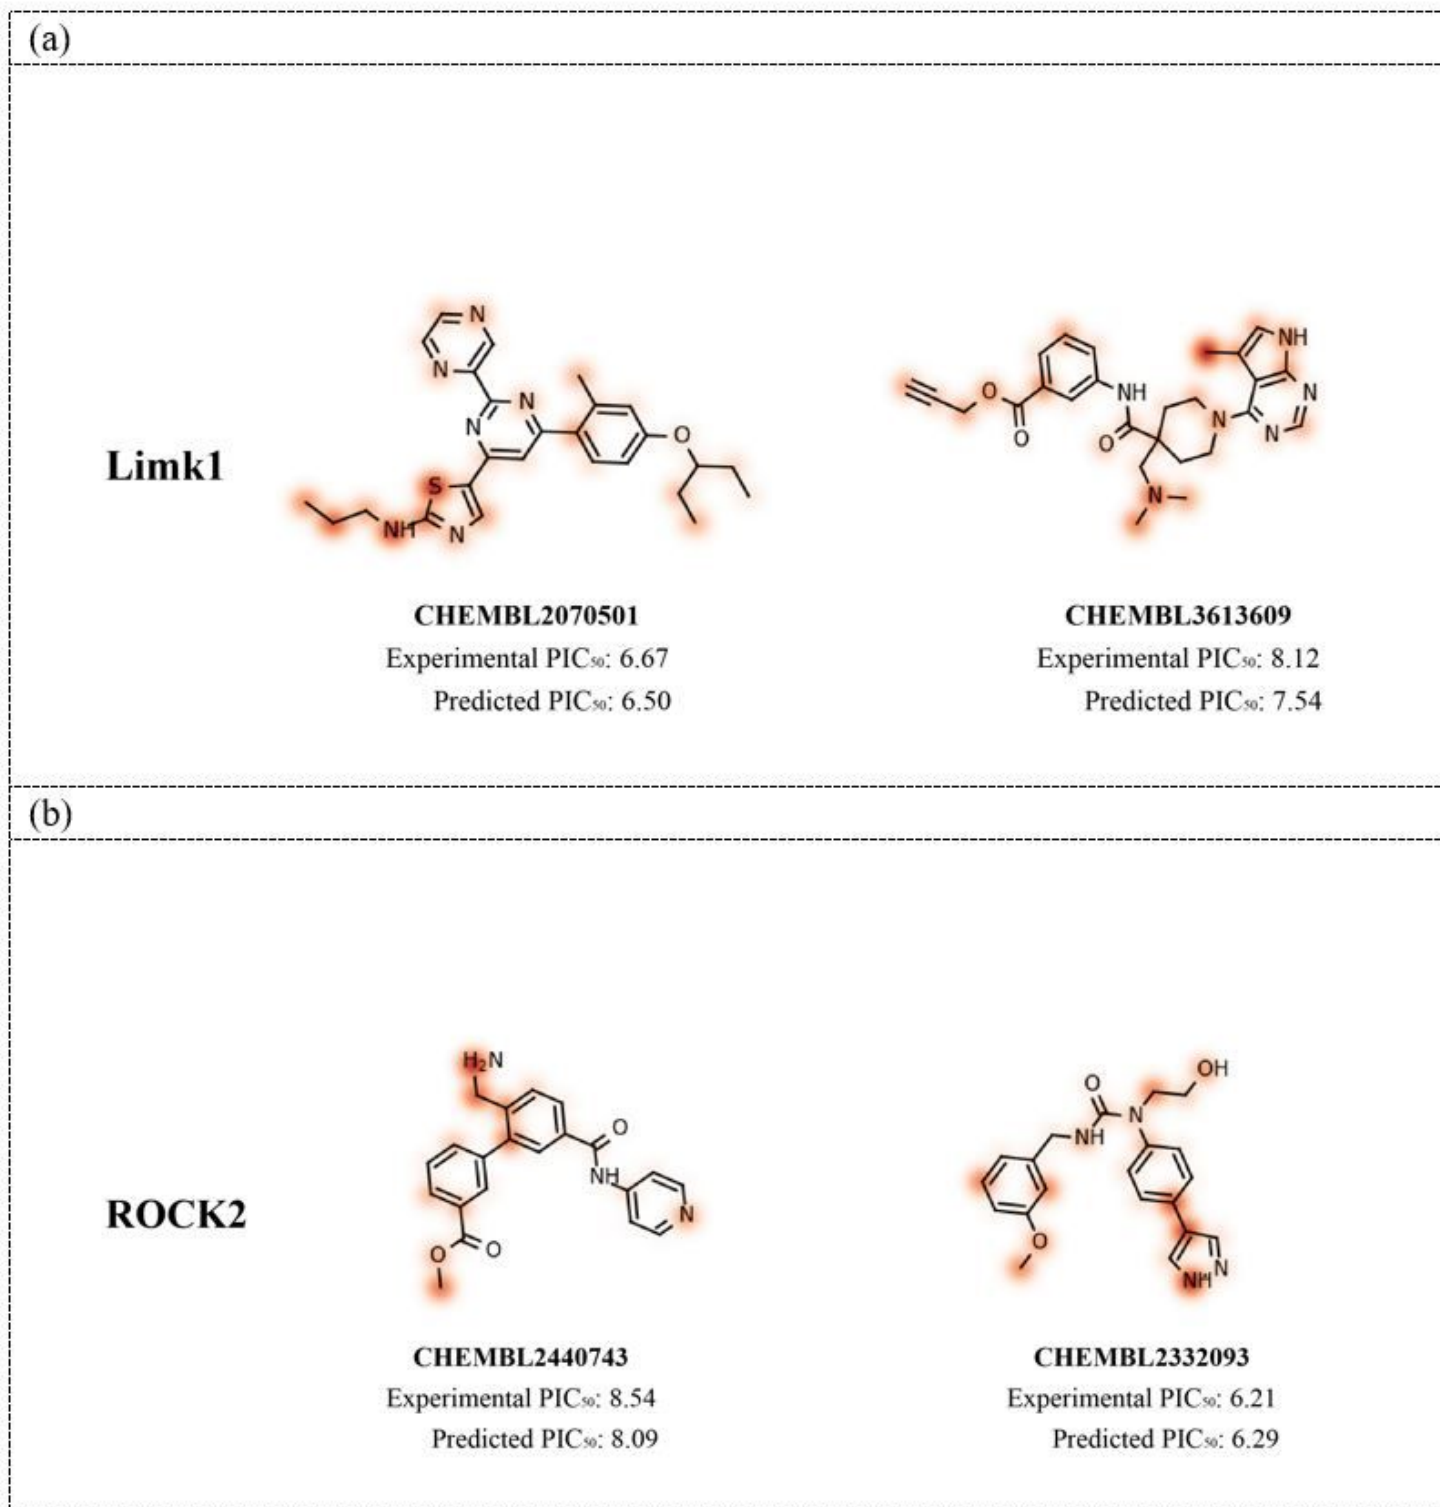 (a)
Limk1
N
N
N
N
O
S
N
NH
O
O
NH
O
N
N
NH
N
N
CHEMBL2070501
Experimental PIC₅₀: 6.67
Predicted PIC₅₀: 6.50
CHEMBL3613609
Experimental PIC₅₀: 8.12
Predicted PIC₅₀: 7.54
(b)
ROCK2
H₂N
O
NH
N
O
O
OH
O
N
NH
O
N
NH
CHEMBL2440743
Experimental PIC₅₀: 8.54
Predicted PIC₅₀: 8.09
CHEMBL2332093
Experimental PIC₅₀: 6.21
Predicted PIC₅₀: 6.29